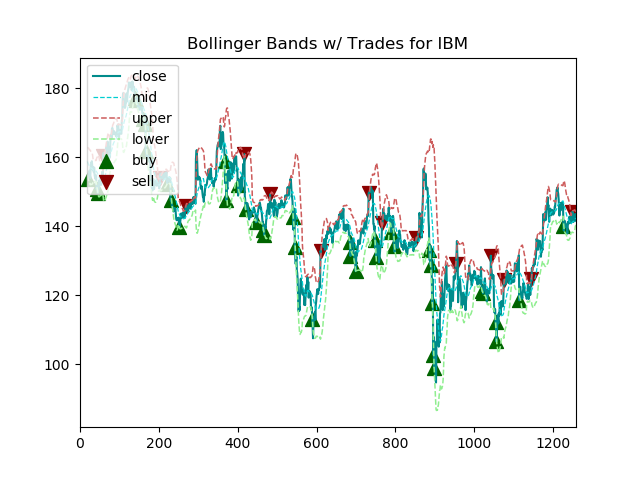 Bollinger Bands w/ Trades for IBM
180
160
140
120
100
close
mid
upper
lower
buy
sell
0 200 400 600 800 1000 1200